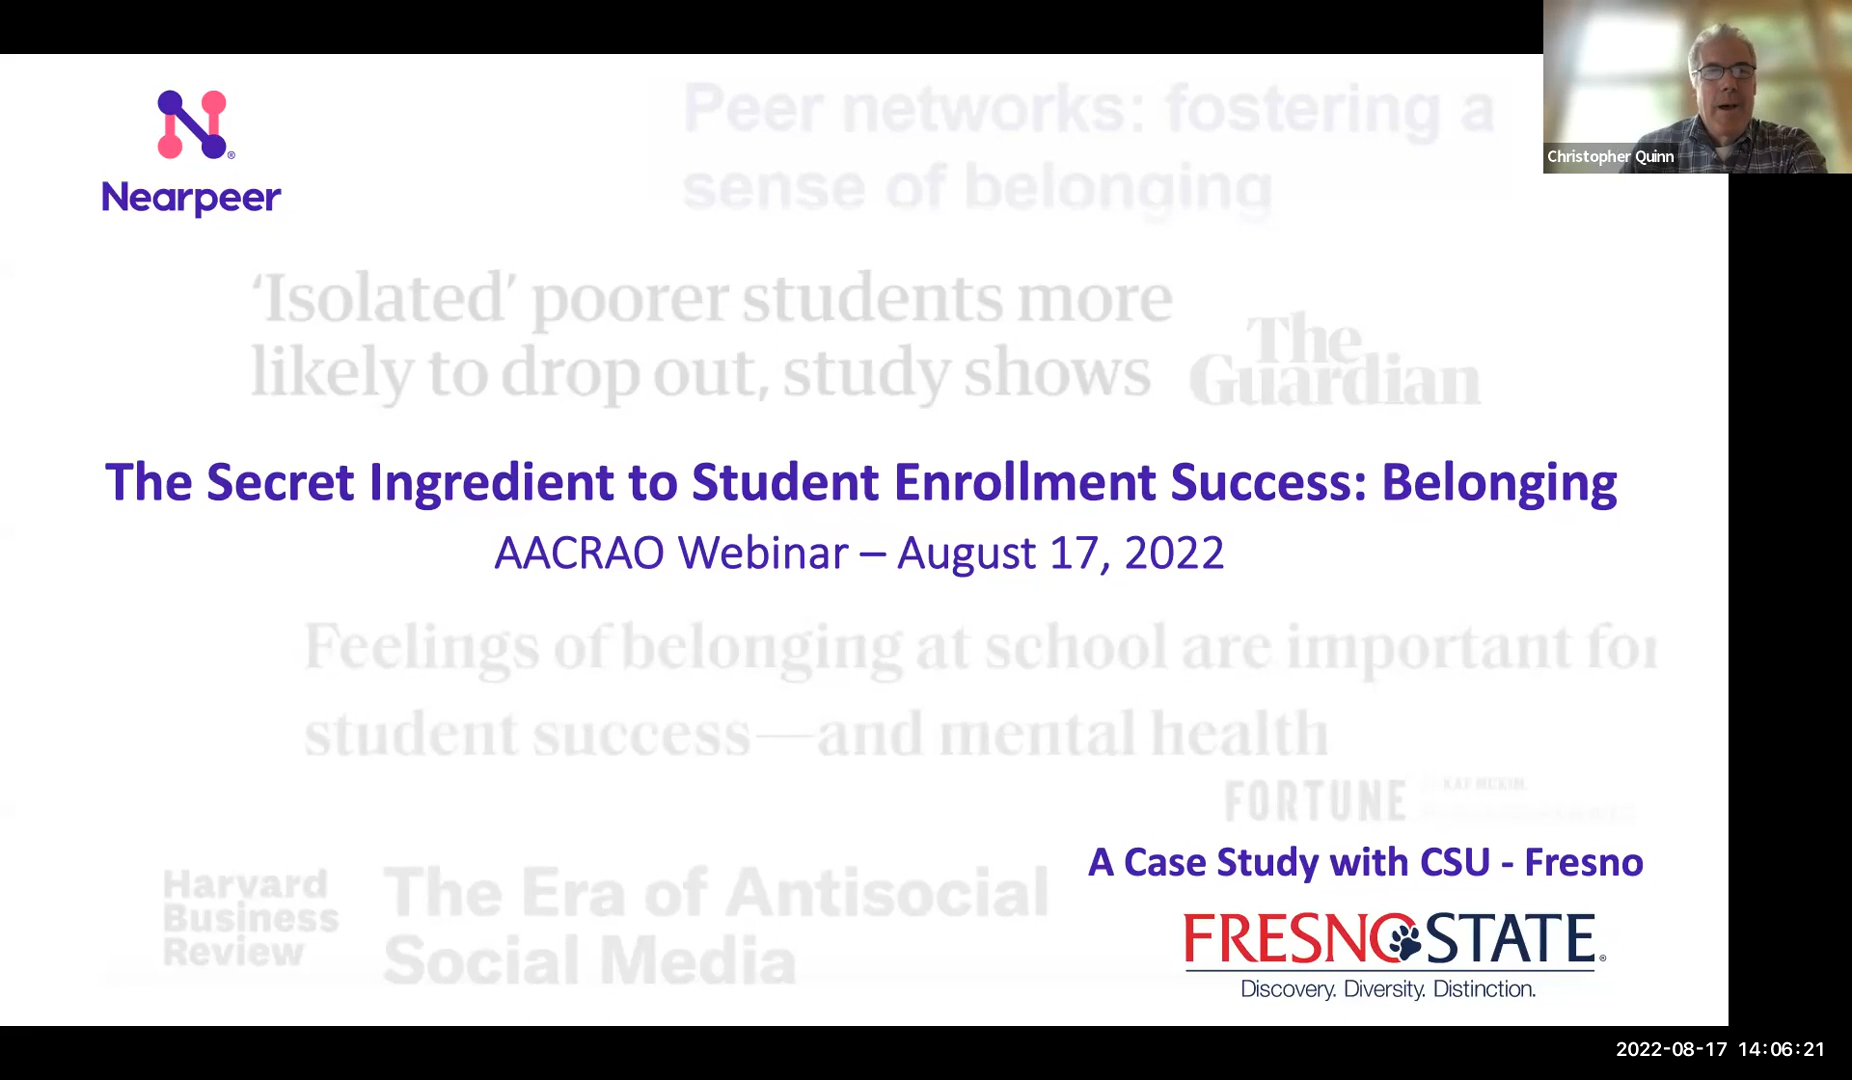 Nearpeer
Peer networks: fostering a
sense of belonging
Christopher Quinn
‘Isolated’ poorer students more
likely to drop out, study shows
The
Guardian
The Secret Ingredient to Student Enrollment Success: Belonging
AACRAO Webinar – August 17, 2022
Feelings of belonging at school are important for
student success—and mental health
FORTUNE
A Case Study with CSU - Fresno
Harvard
Business
Review
The Era of Antisocial
Social Media
FRESNO STATE®
Discovery. Diversity. Distinction.
2022-08-17 14:06:21